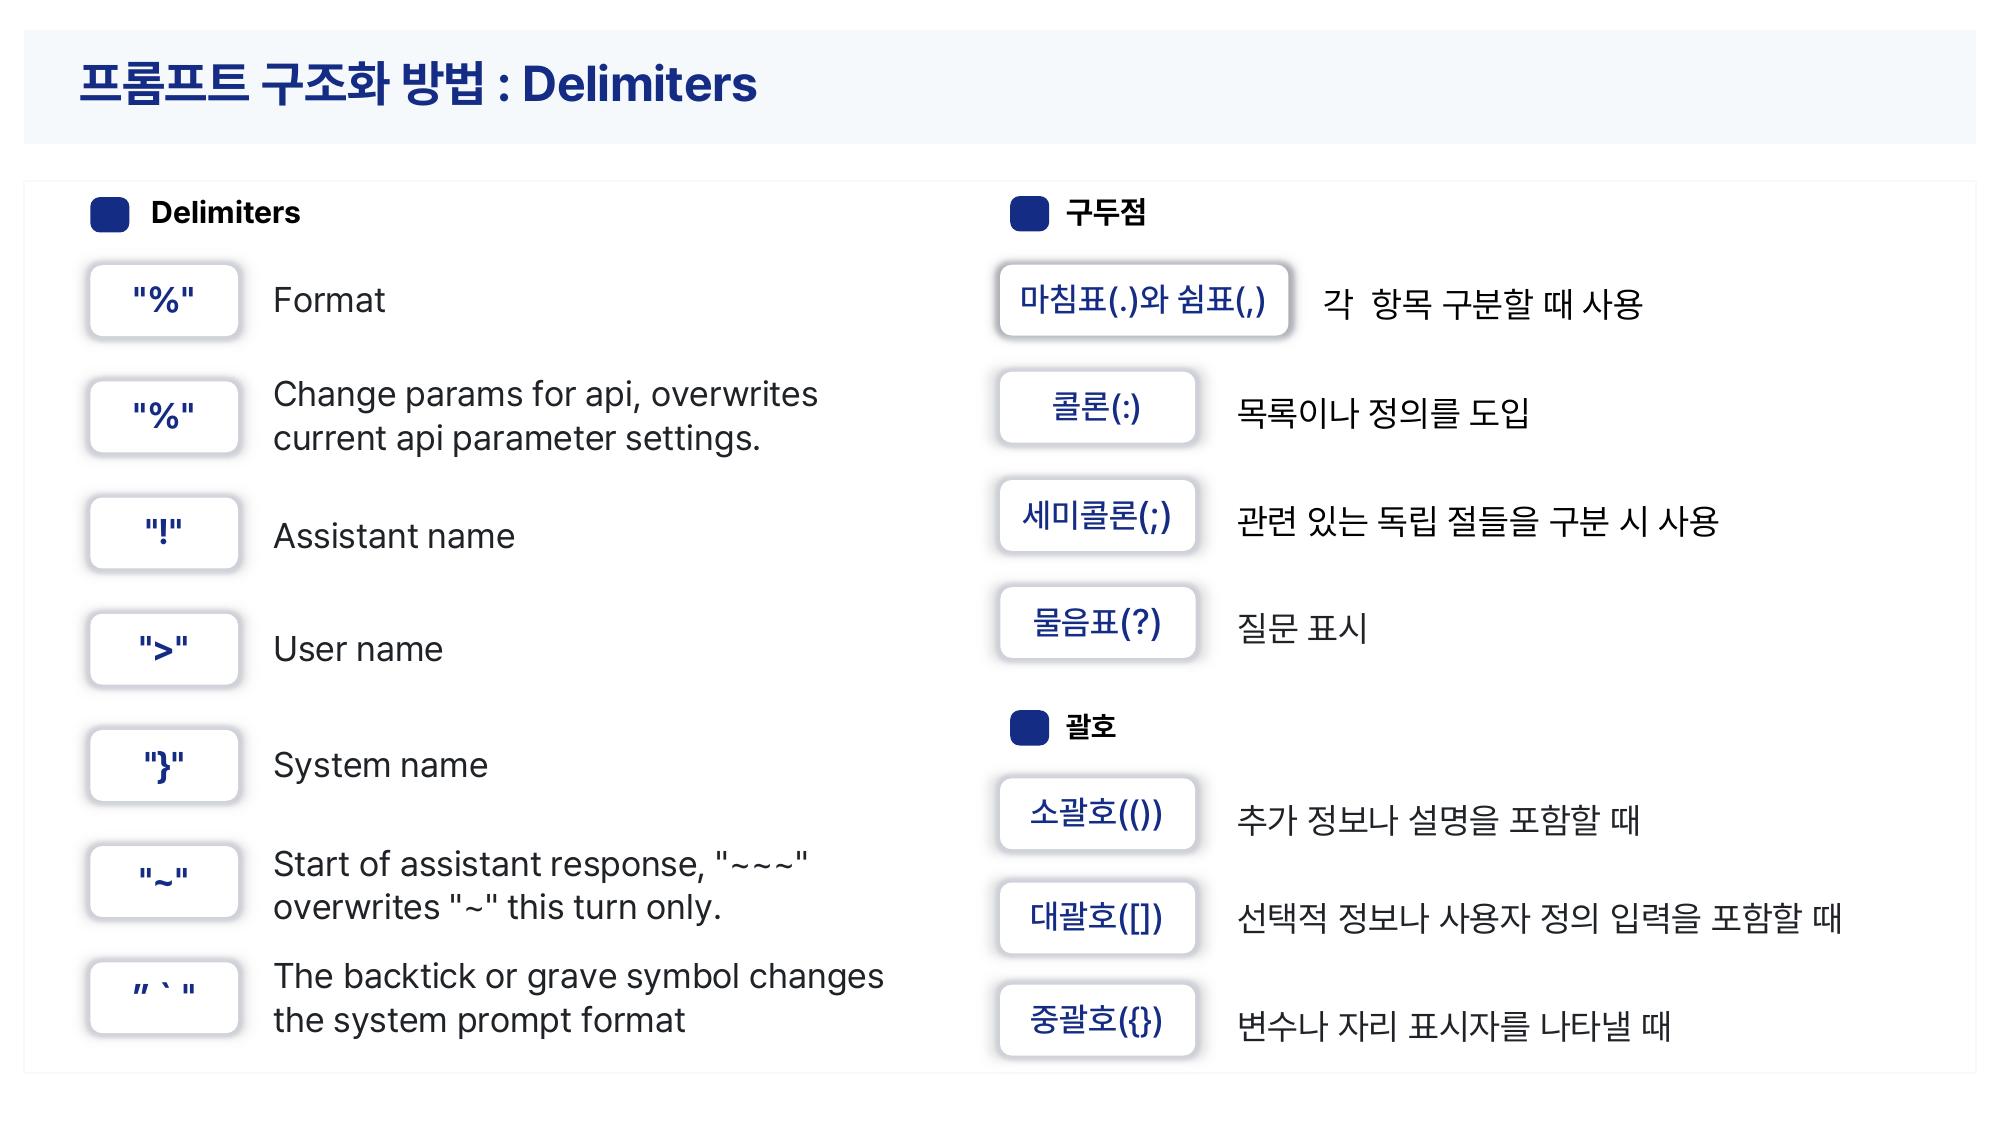 프롬프트 구조화 방법 : Delimiters
Delimiters
"%"
Format
"%"
Change params for api, overwrites
current api parameter settings.
"!"
Assistant name
">"
User name
"}"
System name
"~"
Start of assistant response, "~~~"
overwrites "~" this turn only.
" ` "
The backtick or grave symbol changes
the system prompt format
구두점
마침표(.)와 쉼표(,)
각  항목 구분할 때 사용
콜론(:)
목록이나 정의를 도입
세미콜론(;)
관련 있는 독립 절들을 구분 시 사용
물음표(?)
질문 표시
괄호
소괄호(())
추가 정보나 설명을 포함할 때
대괄호([])
선택적 정보나 사용자 정의 입력을 포함할 때
중괄호({})
변수나 자리 표시자를 나타낼 때